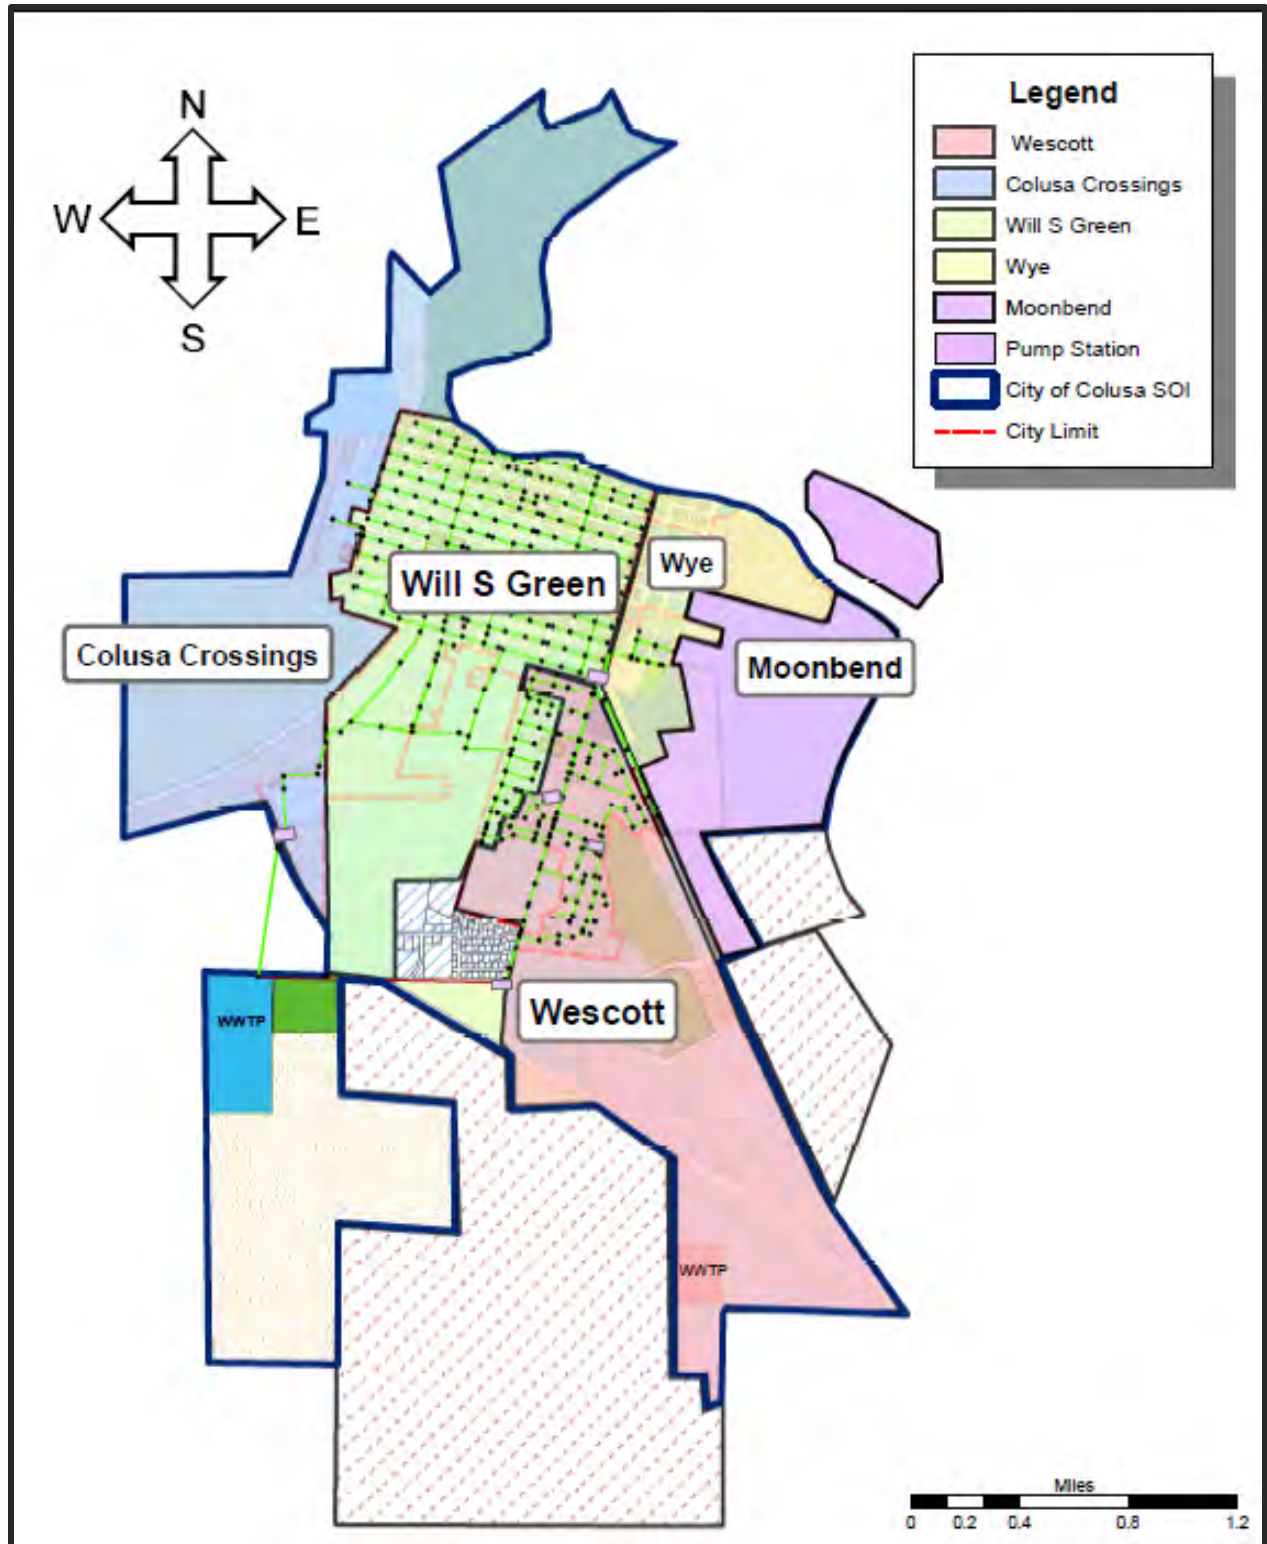 N
W E
S
Legend
Wescott
Colusa Crossings
Will S Green
Wye
Moonbend
Pump Station
City of Colusa SOI
City Limit
Wye
Will S Green
Colusa Crossings
Moonbend
Wescott
WWTP
WWTP
Miles
0 0.2 0.4 0.8 1.2